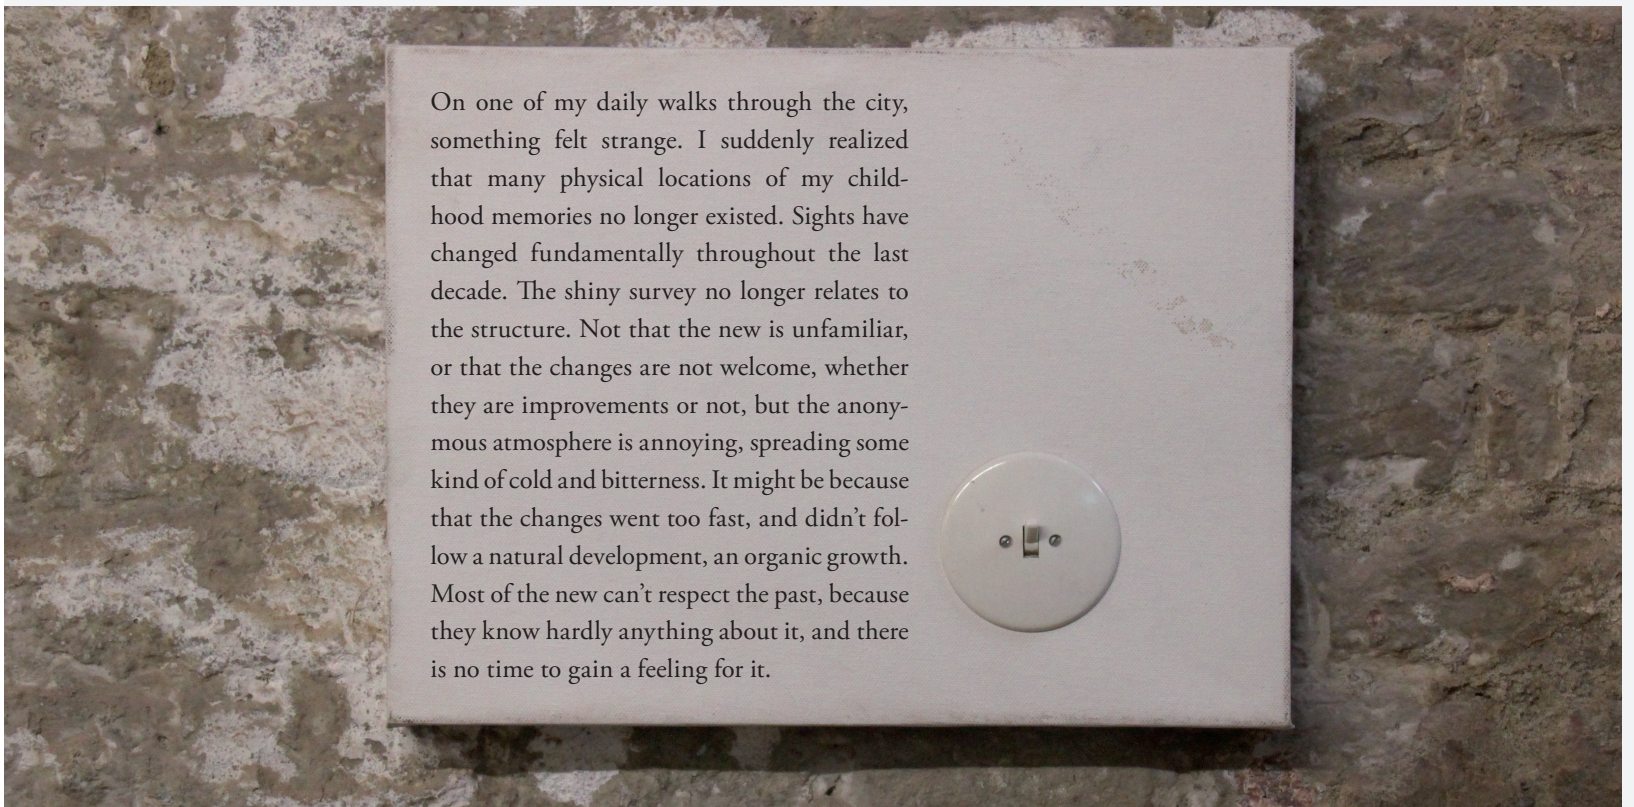 On one of my daily walks through the city,
something felt strange. I suddenly realized
that many physical locations of my child-
hood memories no longer existed. Sights have
changed fundamentally throughout the last
decade. The shiny survey no longer relates to
the structure. Not that the new is unfamiliar,
or that the changes are not welcome, whether
they are improvements or not, but the anony-
mous atmosphere is annoying, spreading some
kind of cold and bitterness. It might be because
that the changes went too fast, and didn’t fol-
low a natural development, an organic growth.
Most of the new can’t respect the past, because
they know hardly anything about it, and there
is no time to gain a feeling for it.